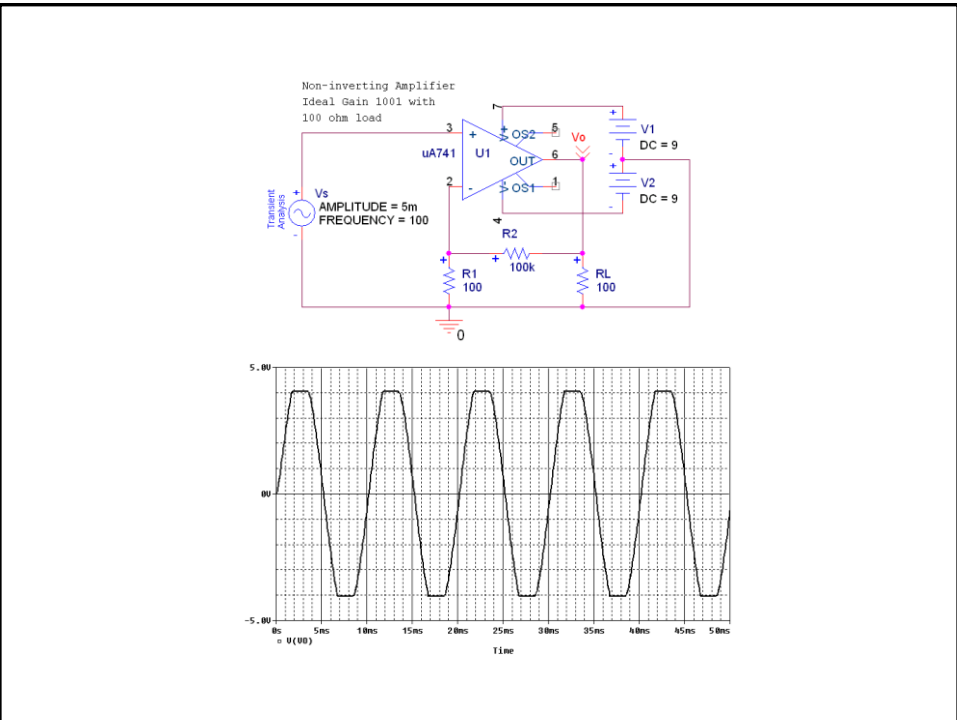 Non-inverting Amplifier
Ideal Gain 1001 with
100 ohm load
7
3
+
OS2
5
Vo
+
V1
uA741
U1
OUT
6
-
DC = 9
2
-
OS1
1
+
V2
DC = 9
-
4
Transient
Analysis
+
Vs
AMPLITUDE = 5m
FREQUENCY = 100
-
R2
+
100k
+
R1
100
+
RL
100
0
5.0V
0V
-5.0V
0s
5ms
10ms
15ms
20ms
25ms
30ms
35ms
40ms
45ms
50ms
V(V0)
Time